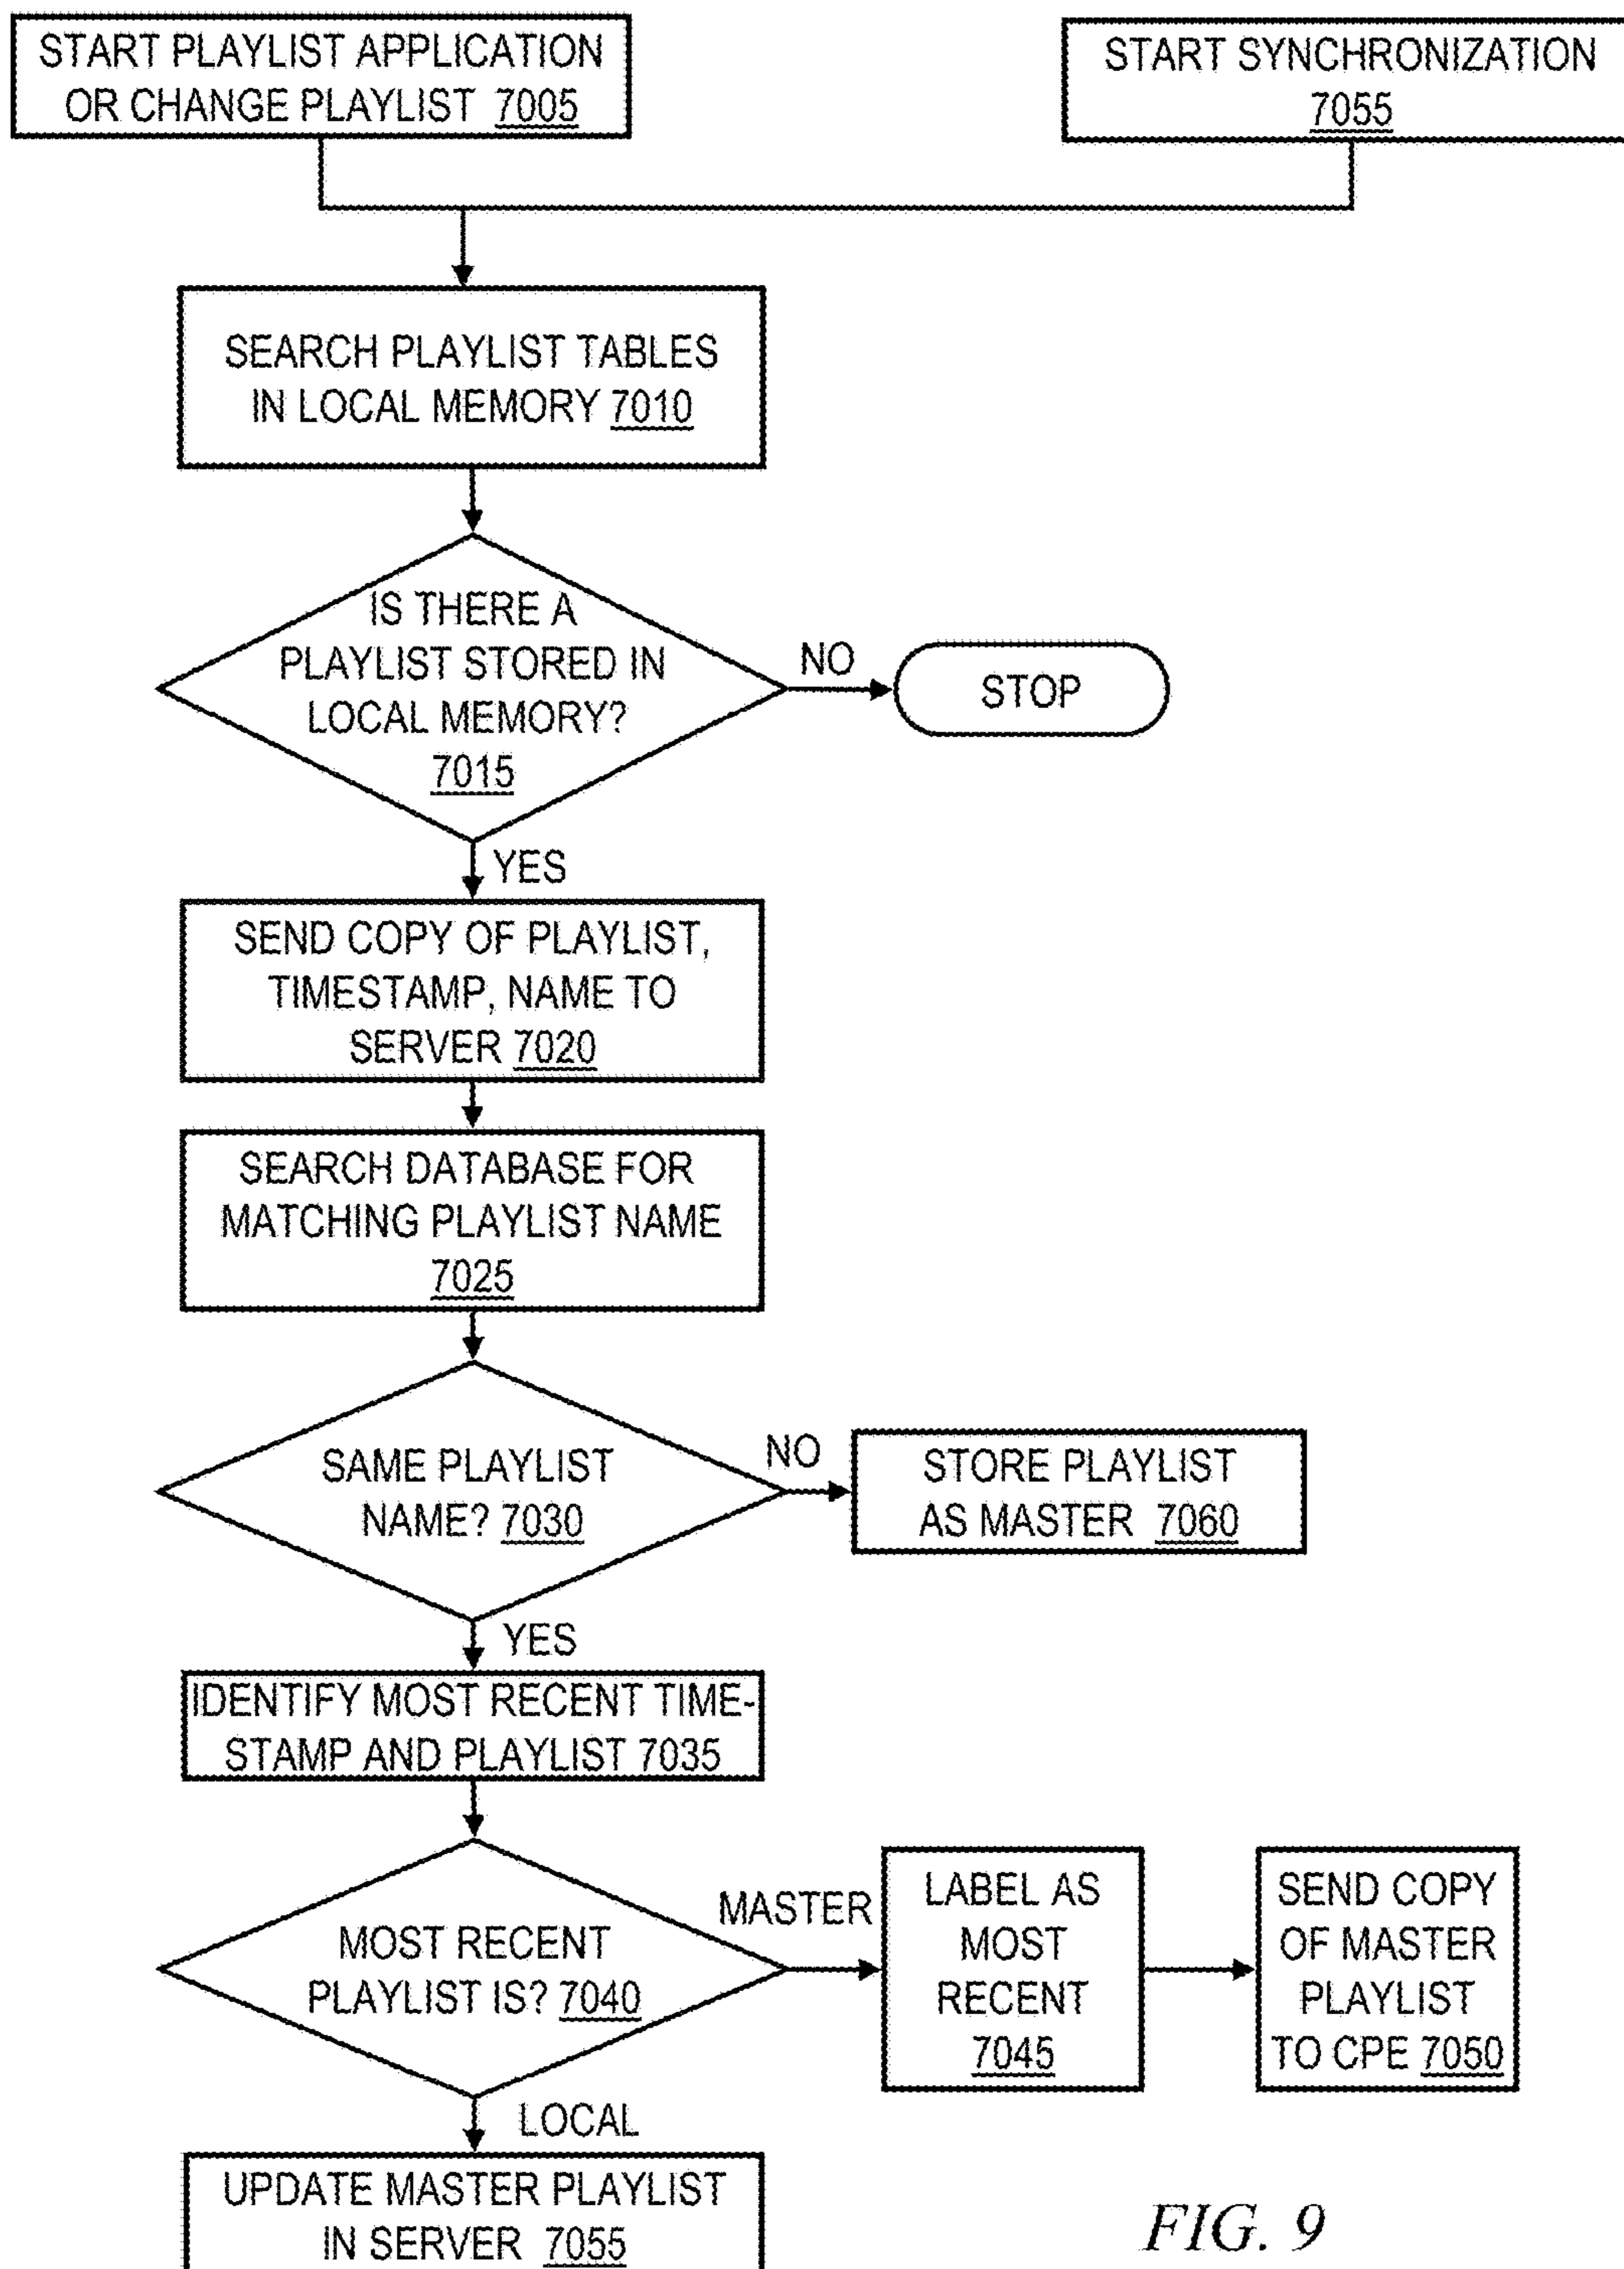 START PLAYLIST APPLICATION
OR CHANGE PLAYLIST 7005
START SYNCHRONIZATION
7055
SEARCH PLAYLIST TABLES
IN LOCAL MEMORY 7010
IS THERE A
PLAYLIST STORED IN
LOCAL MEMORY?
7015
NO
STOP
YES
SEND COPY OF PLAYLIST,
TIMESTAMP, NAME TO
SERVER 7020
SEARCH DATABASE FOR
MATCHING PLAYLIST NAME
7025
SAME PLAYLIST
NAME? 7030
NO
STORE PLAYLIST
AS MASTER 7060
YES
IDENTIFY MOST RECENT TIME-
STAMP AND PLAYLIST 7035
MOST RECENT
PLAYLIST IS? 7040
MASTER
LABEL AS
MOST
RECENT
7045
SEND COPY
OF MASTER
PLAYLIST
TO CPE 7050
LOCAL
UPDATE MASTER PLAYLIST
IN SERVER 7055
FIG. 9